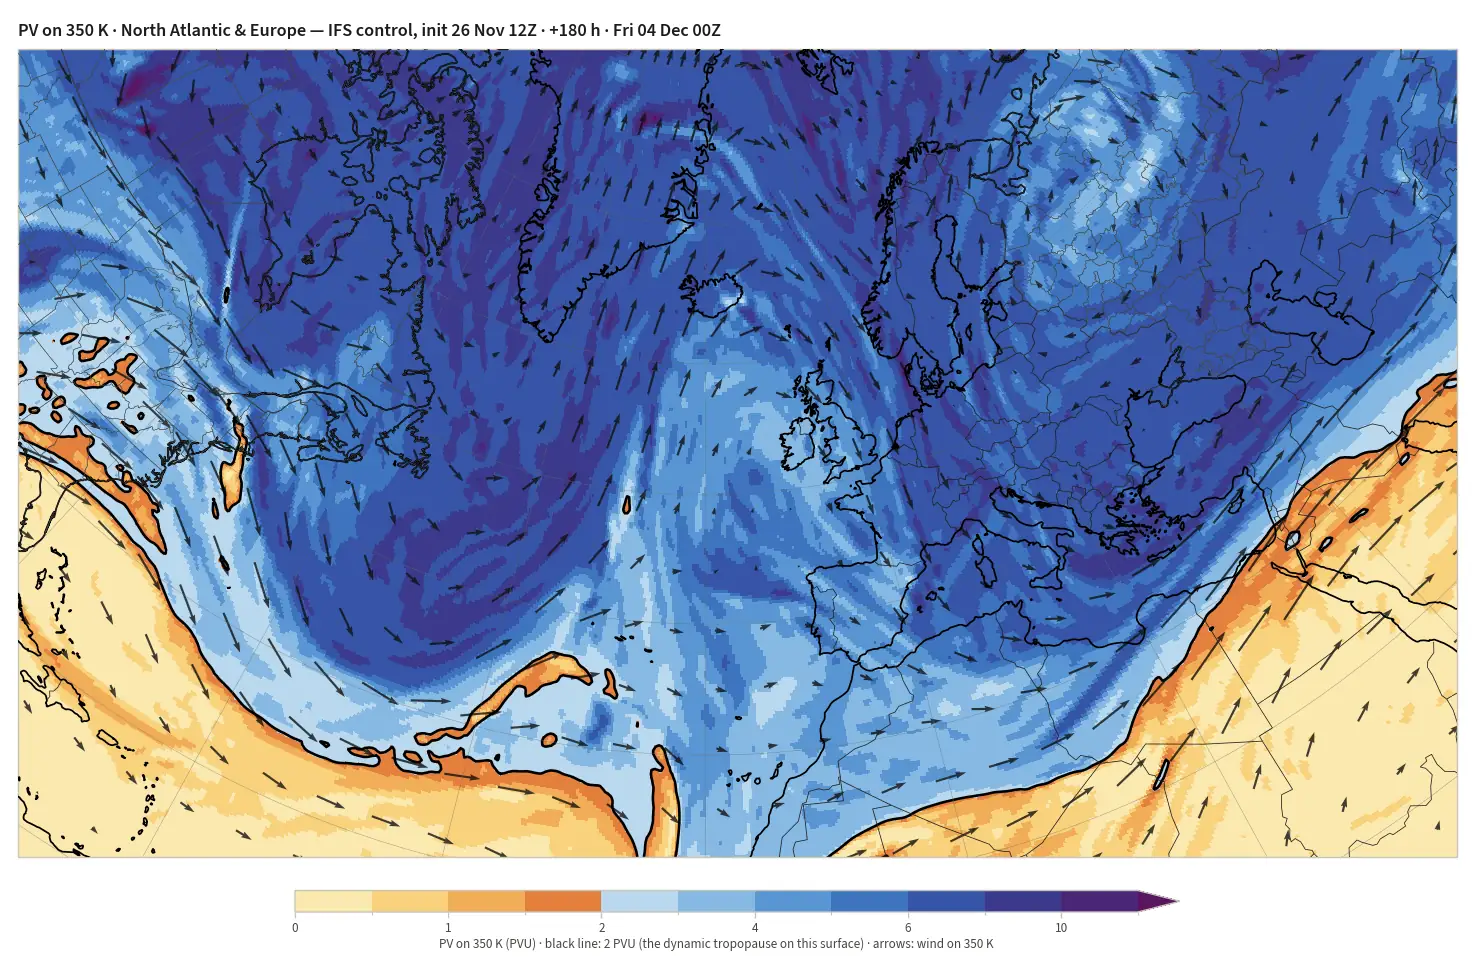 PV on 350 K · North Atlantic & Europe — IFS control, init 26 Nov 12Z · +180 h · Fri 04 Dec 00Z
0 1 2 4 6 10
PV on 350 K (PVU) · black line: 2 PVU (the dynamic tropopause on this surface) · arrows: wind on 350 K